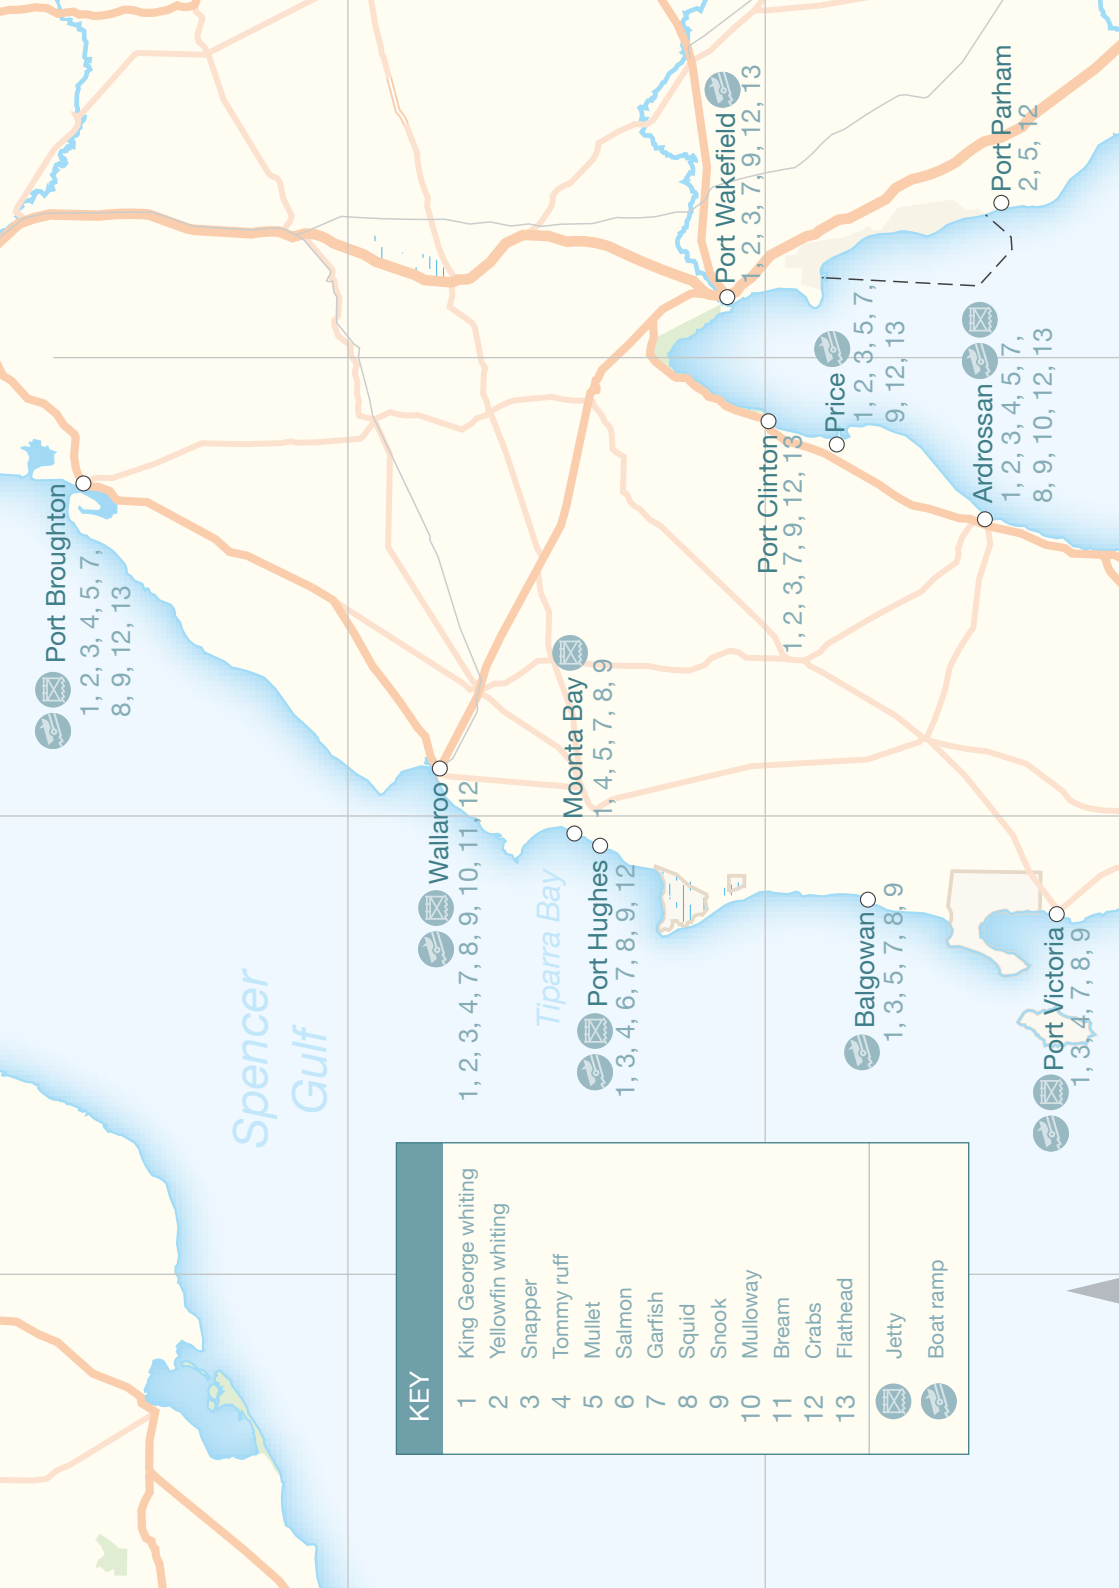 Port Broughton
1, 2, 3, 4, 5, 7,
8, 9, 12, 13
Spencer
Gulf
Wallaroo
1, 2, 3, 4, 7, 8, 9, 10, 11, 12
Tiparra Bay
Moonta Bay
1, 4, 5, 7, 8, 9
Port Hughes
1, 3, 4, 6, 7, 8, 9, 12
Port Wakefield
1, 2, 3, 7, 9, 12, 13
Port Clinton
1, 2, 3, 7, 9, 12, 13
Price
1, 2, 3, 5, 7,
9, 12, 13
Balgowan
1, 3, 5, 7, 8, 9
Ardrossan
1, 2, 3, 4, 5, 7,
8, 9, 10, 12, 13
Port Parham
2, 5, 12
Port Victoria
1, 3, 4, 7, 8, 9
KEY
1 King George whiting
2 Yellowfin whiting
3 Snapper
4 Tommy ruff
5 Mullet
6 Salmon
7 Garfish
8 Squid
9 Snook
10 Mulloway
11 Bream
12 Crabs
13 Flathead
Jetty
Boat ramp